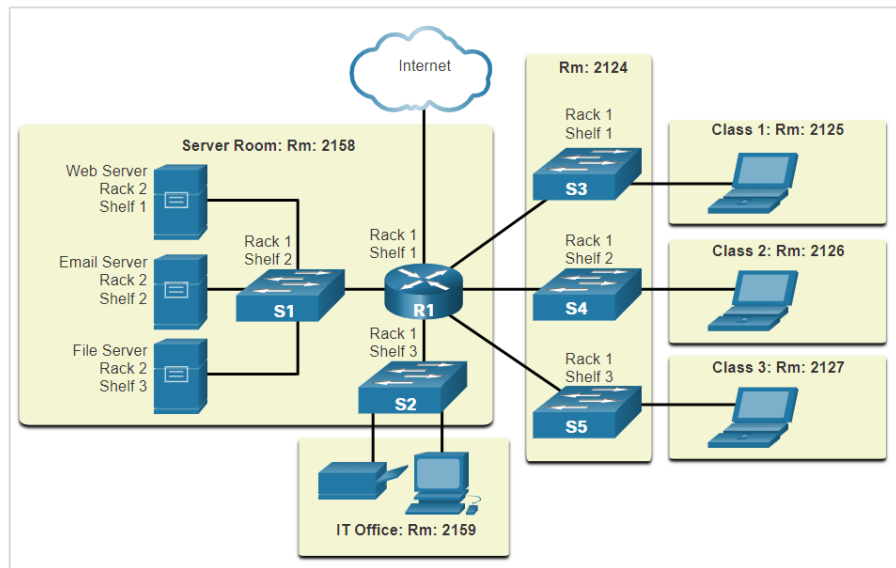 Internet
Server Room: Rm: 2158
Web Server
Rack 2
Shelf 1
Email Server
Rack 2
Shelf 2
File Server
Rack 2
Shelf 3
Rack 1
Shelf 2
S1
Rack 1
Shelf 1
R1
Rack 1
Shelf 3
S2
IT Office: Rm: 2159
Rm: 2124
Rack 1
Shelf 1
S3
Rack 1
Shelf 2
S4
Rack 1
Shelf 3
S5
Class 1: Rm: 2125
Class 2: Rm: 2126
Class 3: Rm: 2127